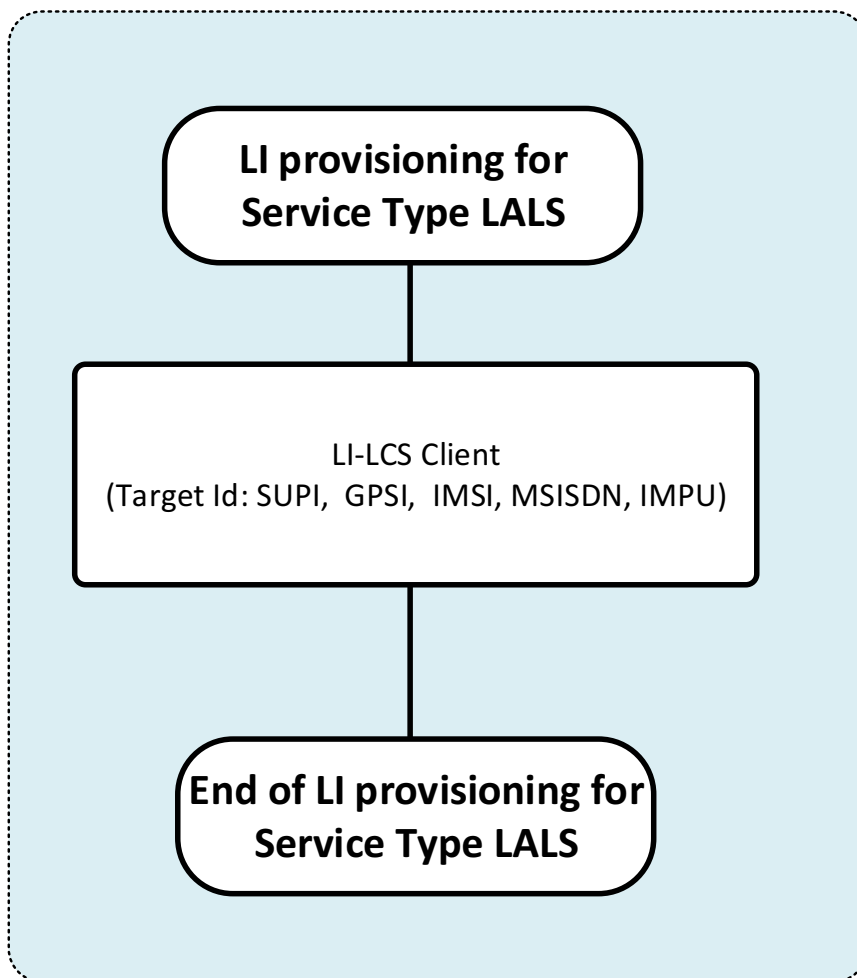 LI provisioning for
Service Type LALS
LI-LCS Client
(Target Id: SUPI,  GPSI,  IMSI, MSISDN, IMPU)
End of LI provisioning for
Service Type LALS